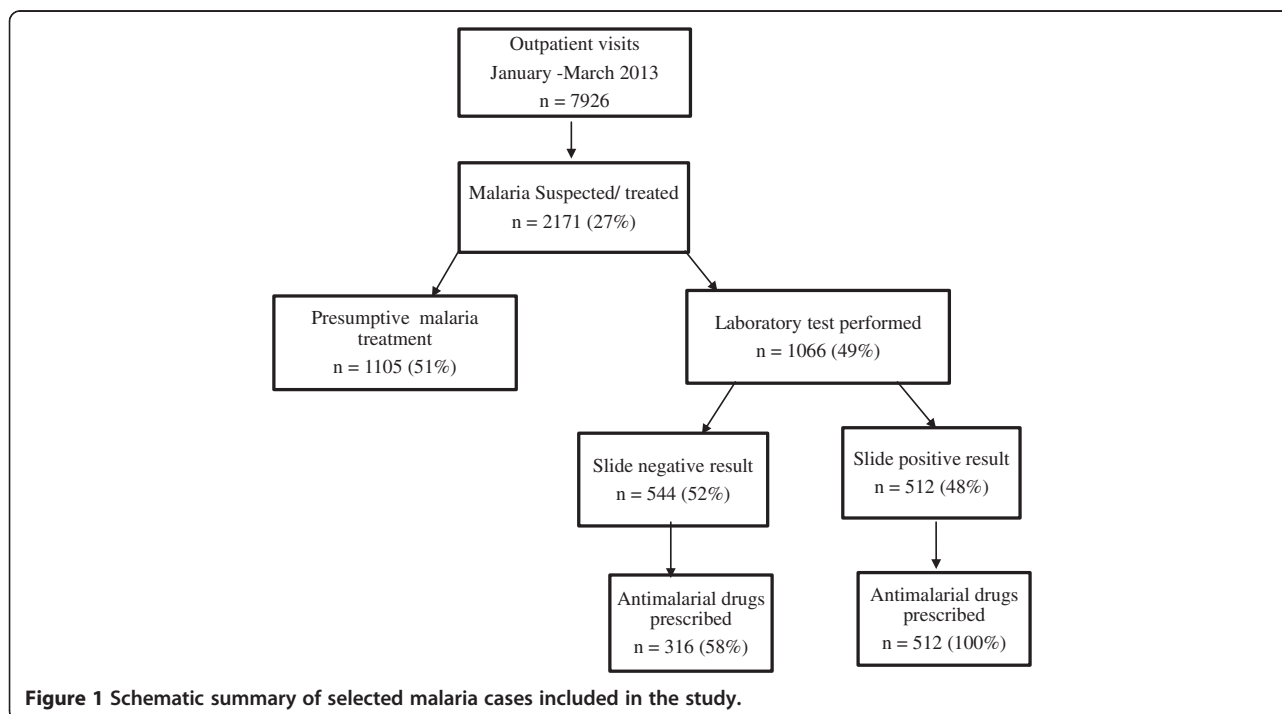 Outpatient visits
January -March 2013
n = 7926
Malaria Suspected/ treated
n = 2171 (27%)
Presumptive malaria
treatment
n = 1105 (51%)
Laboratory test performed
n = 1066 (49%)
Slide negative result
n = 544 (52%)
Slide positive result
n = 512 (48%)
Antimalarial drugs
prescribed
n = 316 (58%)
Antimalarial drugs
prescribed
n = 512 (100%)
Figure 1 Schematic summary of selected malaria cases included in the study.